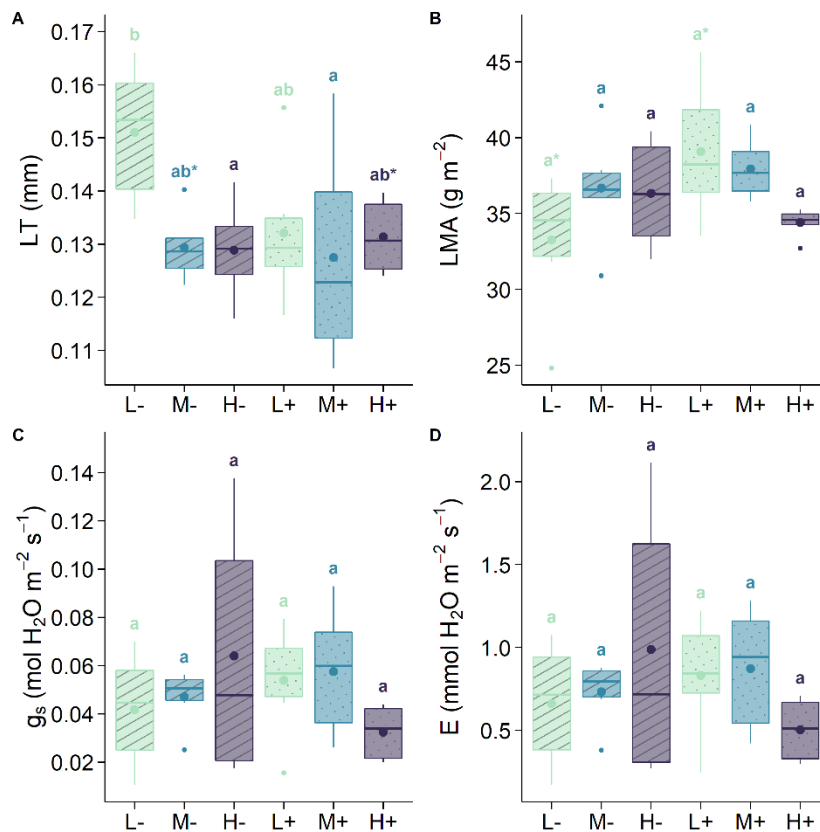 A
B
LT (mm)
0.17
0.16
0.15
0.14
0.13
0.12
0.11
b
ab*
a
ab
a
ab*
L- M- H- L+ M+ H+
LMA (g m⁻²)
45
40
35
30
25
a*
a
a
a*
a
a
L- M- H- L+ M+ H+
C
D
gₛ (mol H₂O m⁻² s⁻¹)
0.14
0.12
0.10
0.08
0.06
0.04
0.02
a
a
a
a
a
a
L- M- H- L+ M+ H+
E (mmol H₂O m⁻² s⁻¹)
2.0
1.5
1.0
0.5
a
a
a
a
a
a
L- M- H- L+ M+ H+